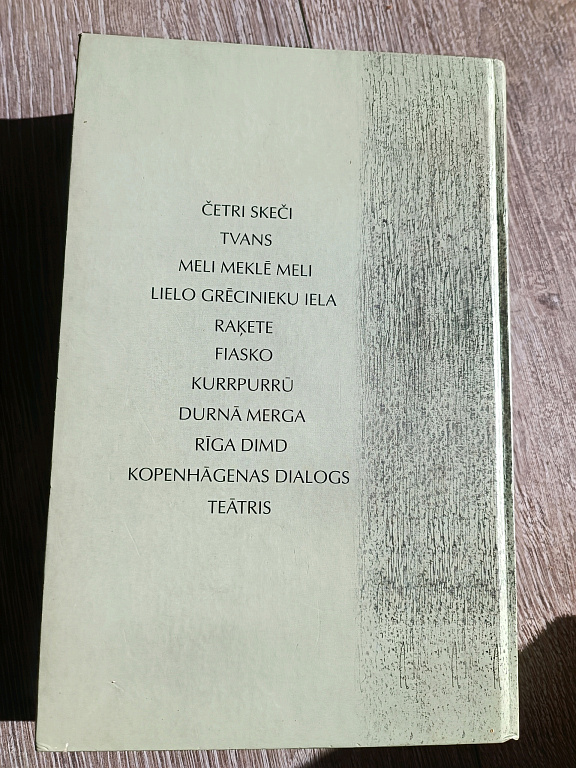 ČETRI SKEČI
TVANS
MELI MEKLĒ MELI
LIELO GRĒCINIEKU IELA
RAĶETE
FIASKO
KURRPURRŪ
DURNĀ MERGA
RĪGA DIMD
KOPENHĀGENAS DIALOGS
TEĀTRIS